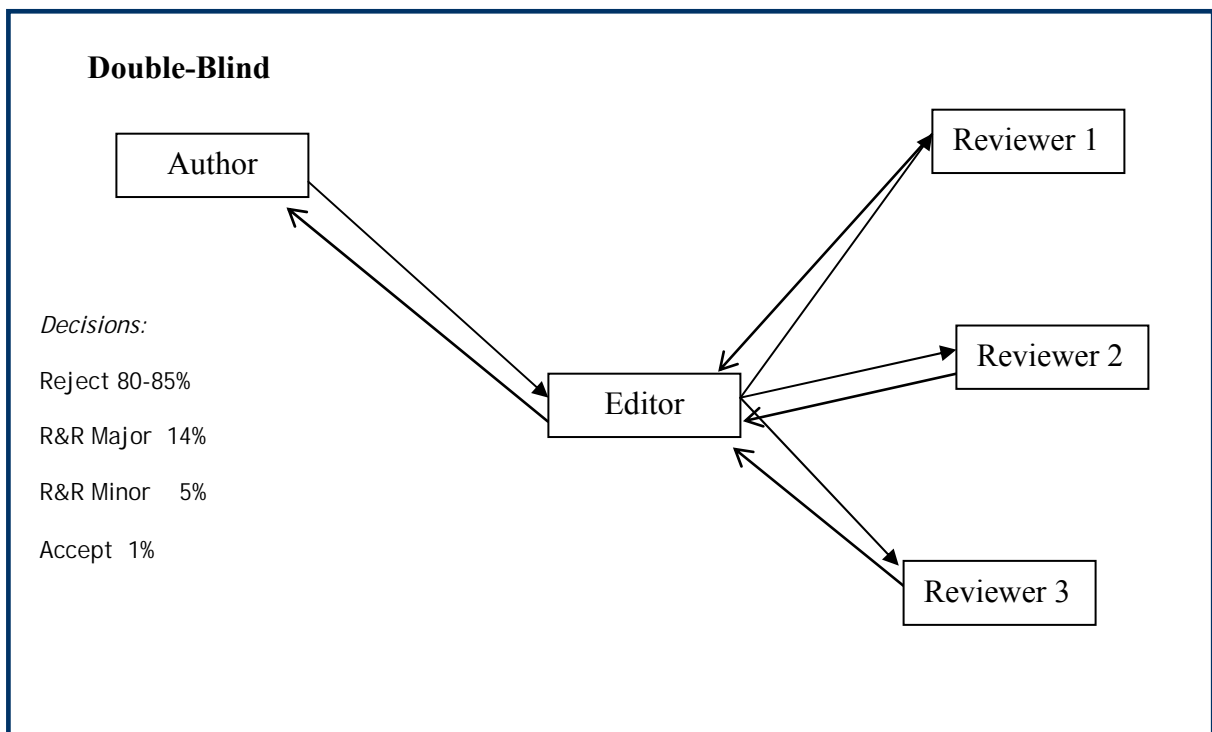 Double-Blind
Author
Reviewer 1
Decisions:
Reject 80-85%
R&R Major 14%
R&R Minor 5%
Accept 1%
Editor
Reviewer 2
Reviewer 3